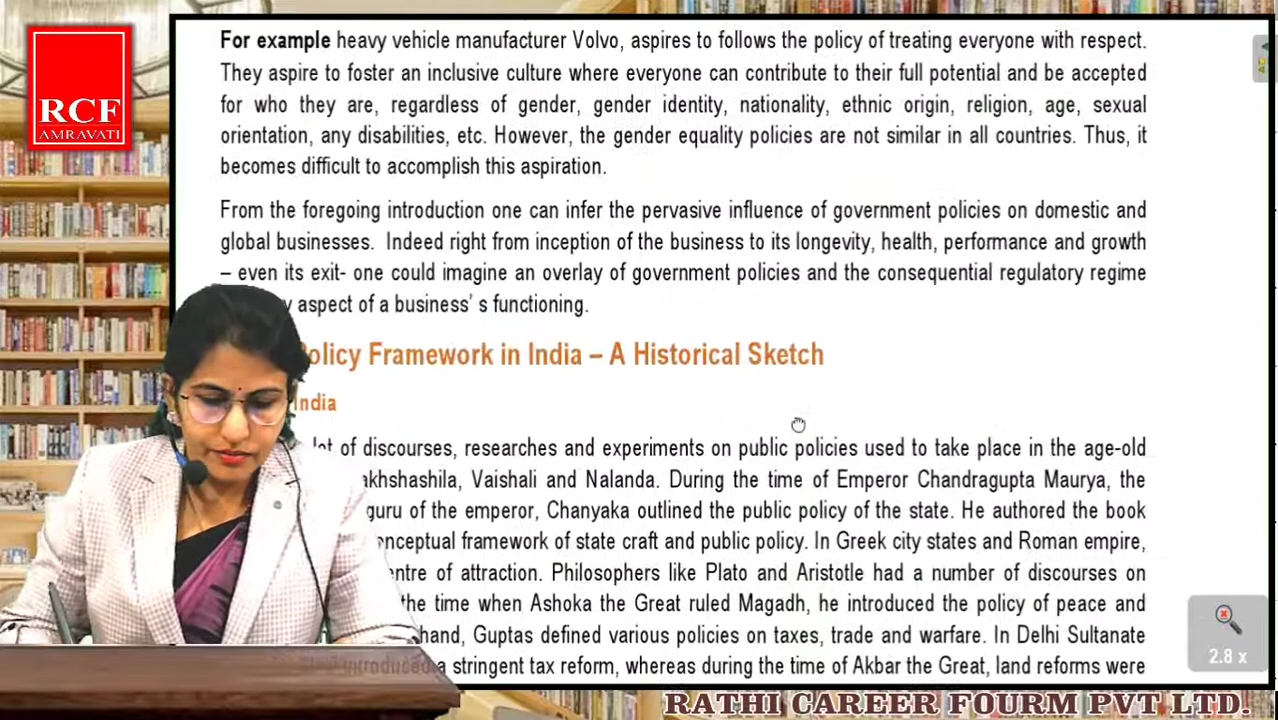 RCF
AMRAVATI
For example heavy vehicle manufacturer Volvo, aspires to follows the policy of treating everyone with respect.
They aspire to foster an inclusive culture where everyone can contribute to their full potential and be accepted
for who they are, regardless of gender, gender identity, nationality, ethnic origin, religion, age, sexual
orientation, any disabilities, etc. However, the gender equality policies are not similar in all countries. Thus, it
becomes difficult to accomplish this aspiration.
From the foregoing introduction one can infer the pervasive influence of government policies on domestic and
global businesses. Indeed right from inception of the business to its longevity, health, performance and growth
– even its exit- one could imagine an overlay of government policies and the consequential regulatory regime
aspect of a business' s functioning.
Policy Framework in India – A Historical Sketch
India
lot of discourses, researches and experiments on public policies used to take place in the age-old
akhshashila, Vaishali and Nalanda. During the time of Emperor Chandragupta Maurya, the
guru of the emperor, Chanyaka outlined the public policy of the state. He authored the book
onceptual framework of state craft and public policy. In Greek city states and Roman empire,
entre of attraction. Philosophers like Plato and Aristotle had a number of discourses on
the time when Ashoka the Great ruled Magadh, he introduced the policy of peace and
hand, Guptas defined various policies on taxes, trade and warfare. In Delhi Sultanate
introduced a stringent tax reform, whereas during the time of Akbar the Great, land reforms were
2.8 x
RATHI CAREER FOURM PVT LTD.